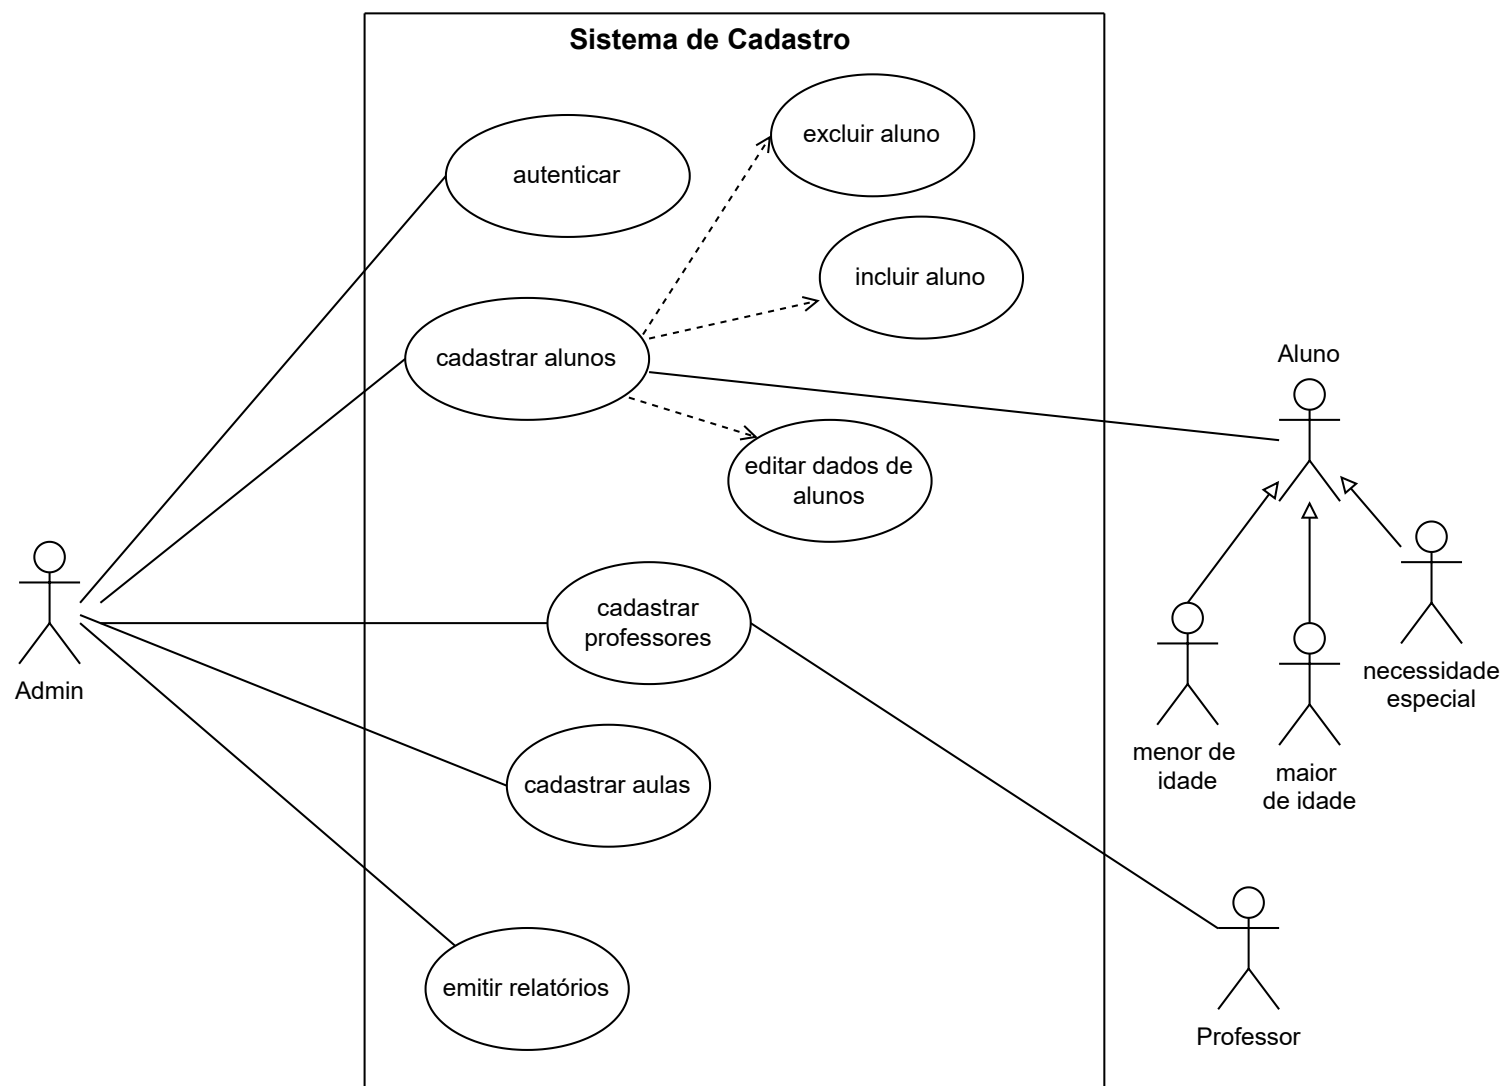 Sistema de Cadastro
excluir aluno
autenticar
incluir aluno
cadastrar alunos
Aluno
editar dados de
alunos
cadastrar
professores
Admin
necessidade
especial
menor de
idade
maior
de idade
cadastrar aulas
emitir relatórios
Professor